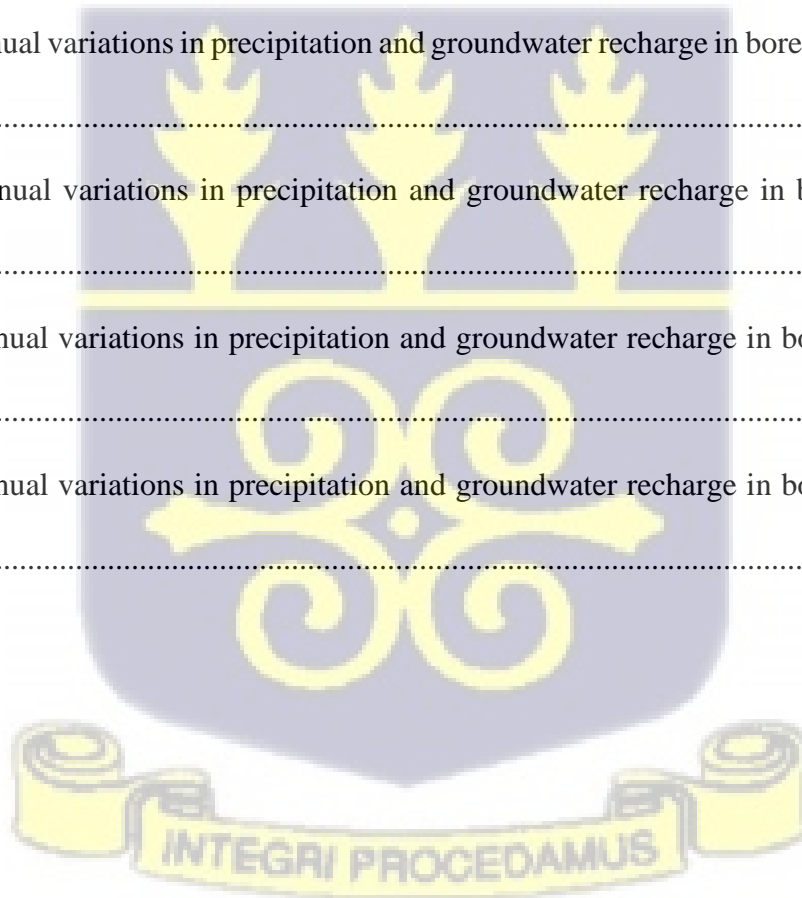 nual variations in precipitation and groundwater recharge in bore
................................................................................................
nual variations in precipitation and groundwater recharge in b
................................................................................................
nual variations in precipitation and groundwater recharge in bo
................................................................................................
nual variations in precipitation and groundwater recharge in bo
................................................................................................
INTEGRI PROCEDAMUS